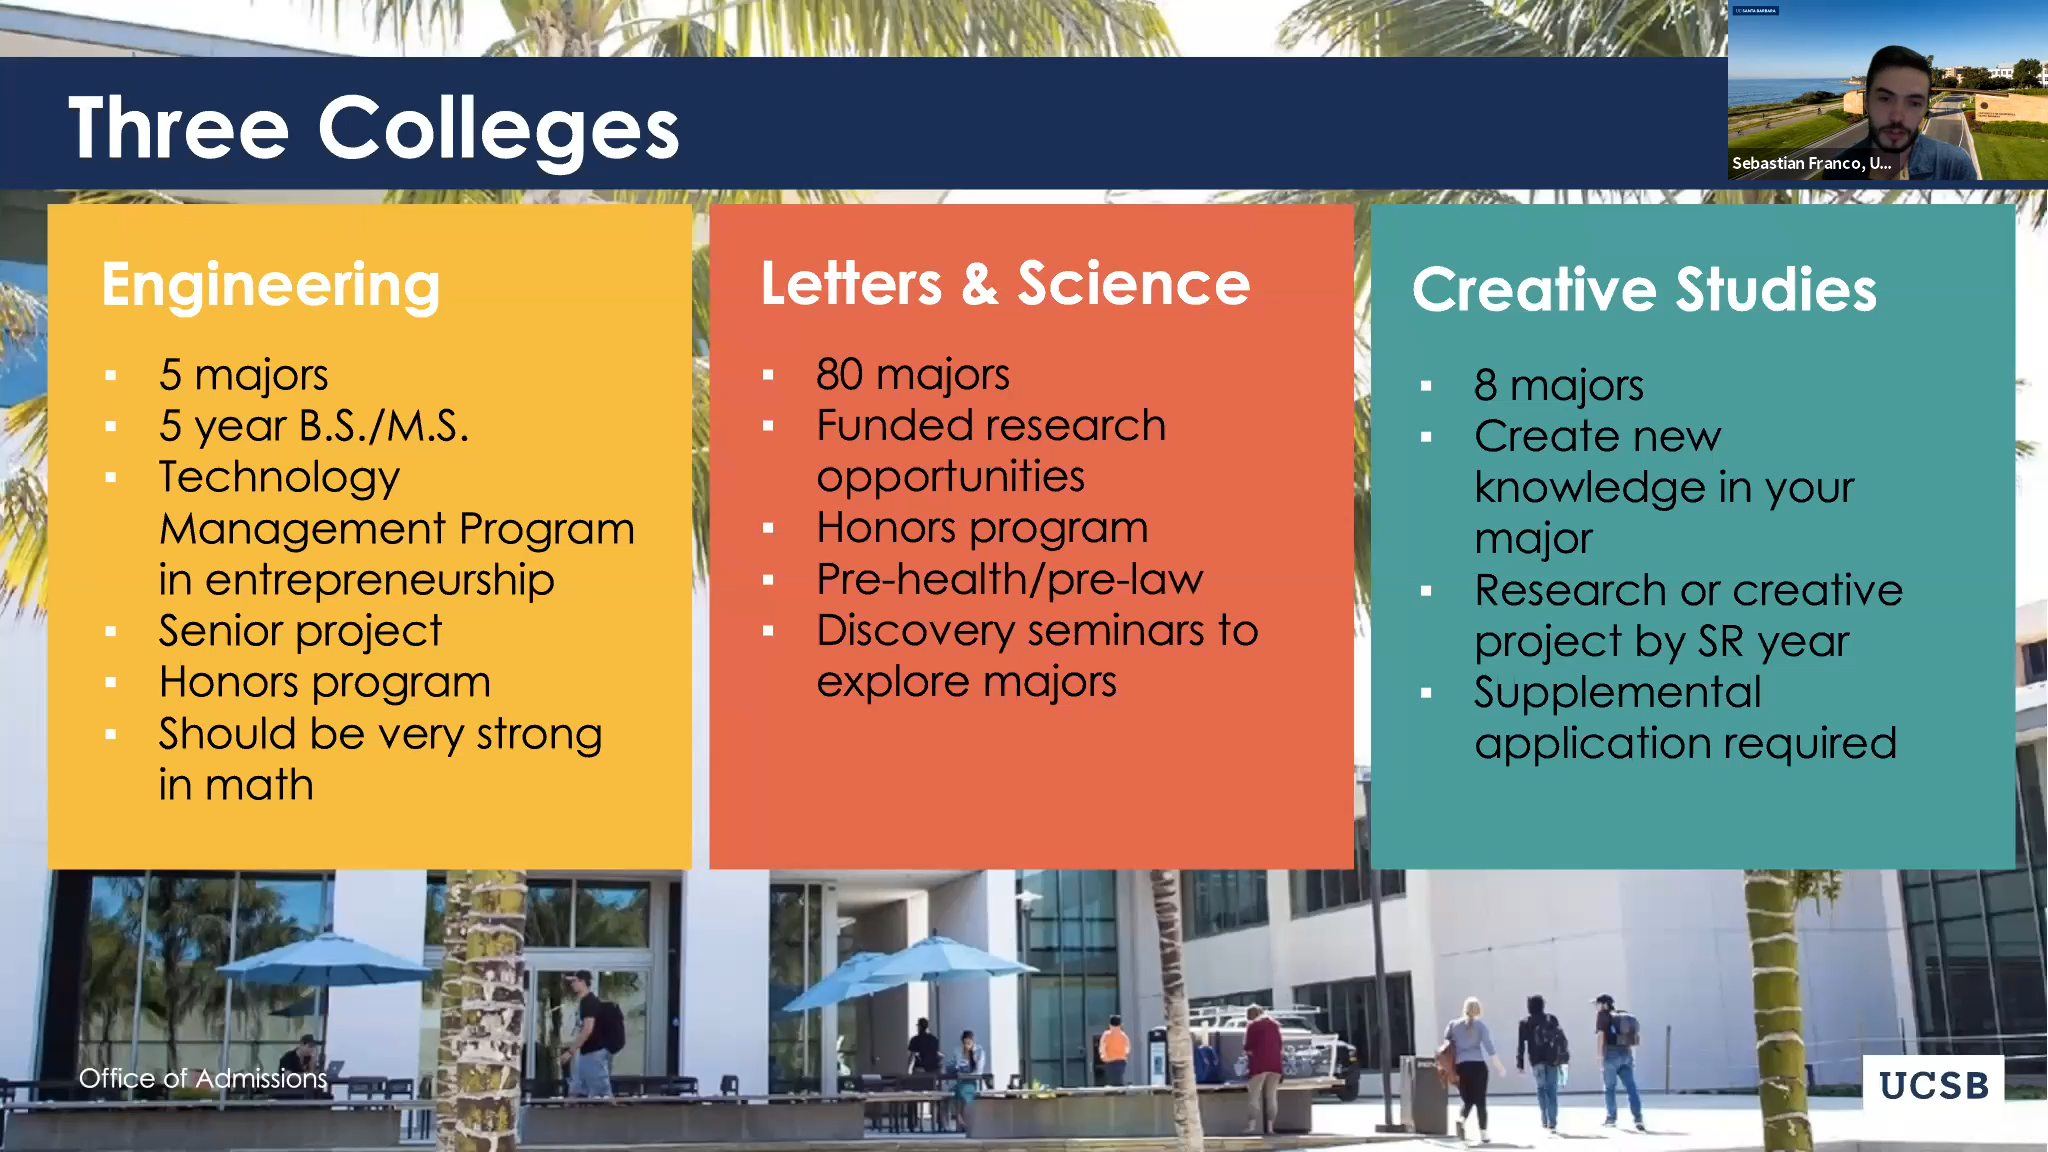 UC SANTA BARBARA
Three Colleges
Sebastian Franco, U...
Engineering
▪ 5 majors
▪ 5 year B.S./M.S.
▪ Technology
Management Program
in entrepreneurship
▪ Senior project
▪ Honors program
▪ Should be very strong
in math
Letters & Science
▪ 80 majors
▪ Funded research
opportunities
▪ Honors program
▪ Pre-health/pre-law
▪ Discovery seminars to
explore majors
Creative Studies
▪ 8 majors
▪ Create new
knowledge in your
major
▪ Research or creative
project by SR year
▪ Supplemental
application required
Office of Admissions
UCSB